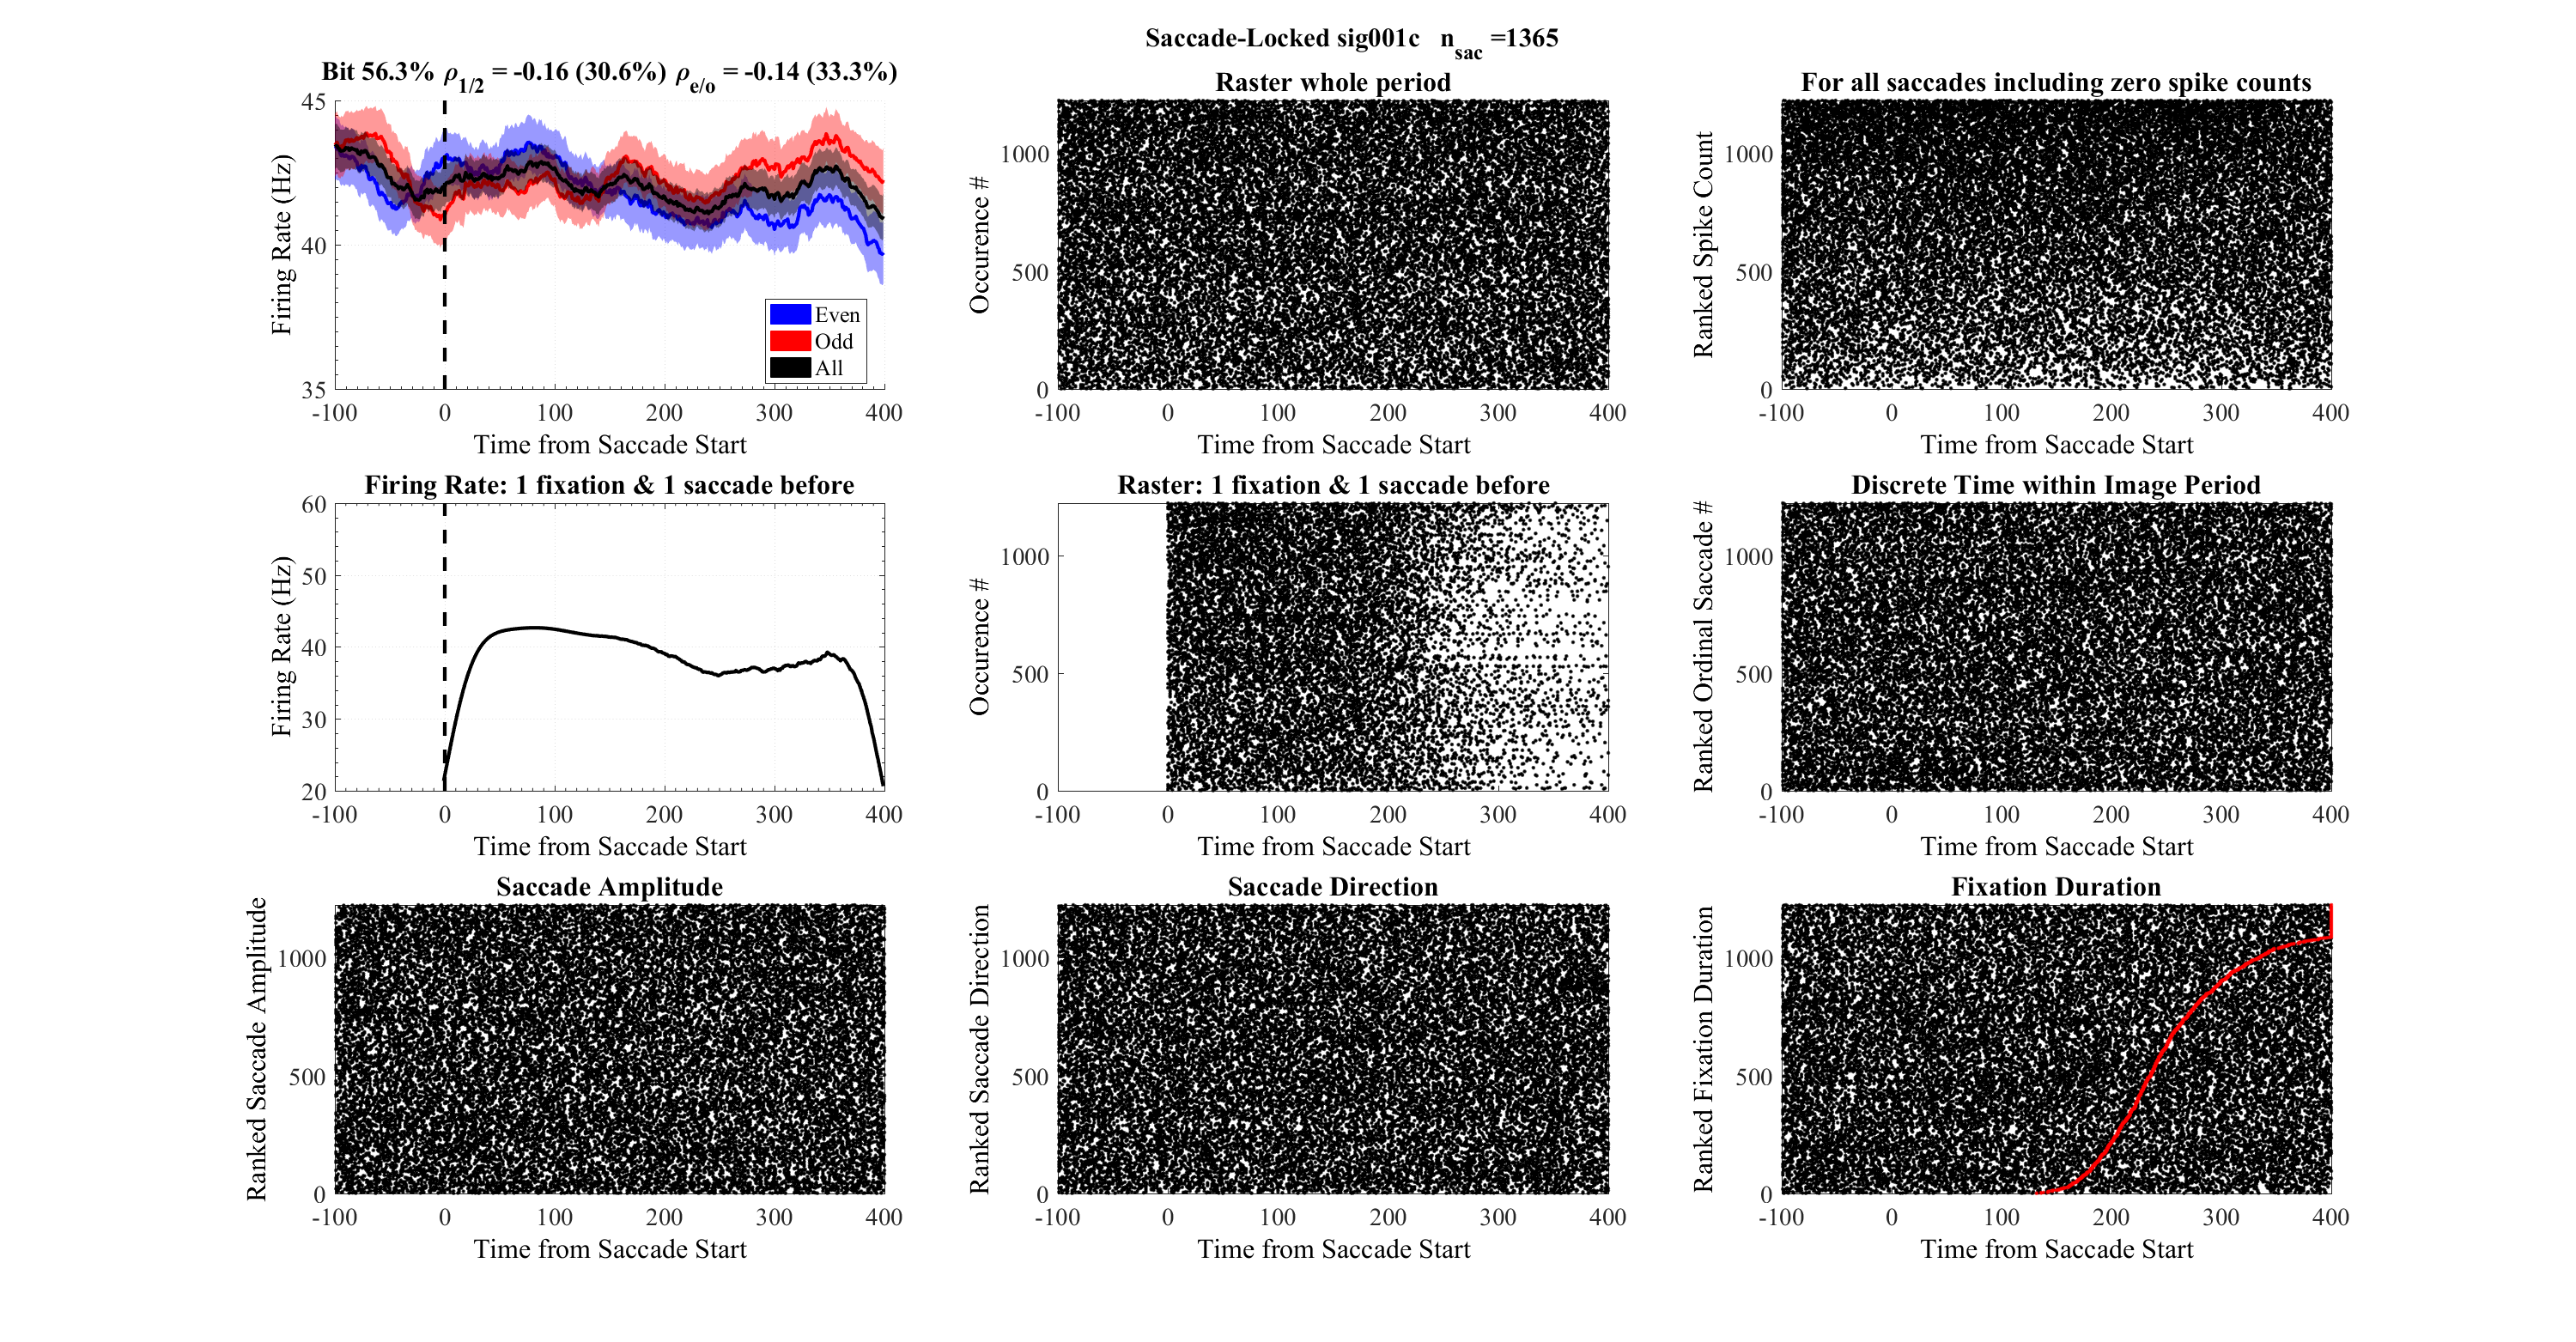 Saccade-Locked sig001c n_sac =1365
Bit 56.3% ρ_1/2 = -0.16 (30.6%) ρ_e/o = -0.14 (33.3%)
45
40
35
Firing Rate (Hz)
-100 0 100 200 300 400
Time from Saccade Start
Even
Odd
All
Raster whole period
1000
500
0
Occurence #
-100 0 100 200 300 400
Time from Saccade Start
For all saccades including zero spike counts
1000
500
0
Ranked Spike Count
-100 0 100 200 300 400
Time from Saccade Start
Firing Rate: 1 fixation & 1 saccade before
60
50
40
30
20
Firing Rate (Hz)
-100 0 100 200 300 400
Time from Saccade Start
Raster: 1 fixation & 1 saccade before
1000
500
0
Occurence #
-100 0 100 200 300 400
Time from Saccade Start
Discrete Time within Image Period
1000
500
0
Ranked Ordinal Saccade #
-100 0 100 200 300 400
Time from Saccade Start
Saccade Amplitude
1000
500
0
Ranked Saccade Amplitude
-100 0 100 200 300 400
Time from Saccade Start
Saccade Direction
1000
500
0
Ranked Saccade Direction
-100 0 100 200 300 400
Time from Saccade Start
Fixation Duration
1000
500
0
Ranked Fixation Duration
-100 0 100 200 300 400
Time from Saccade Start